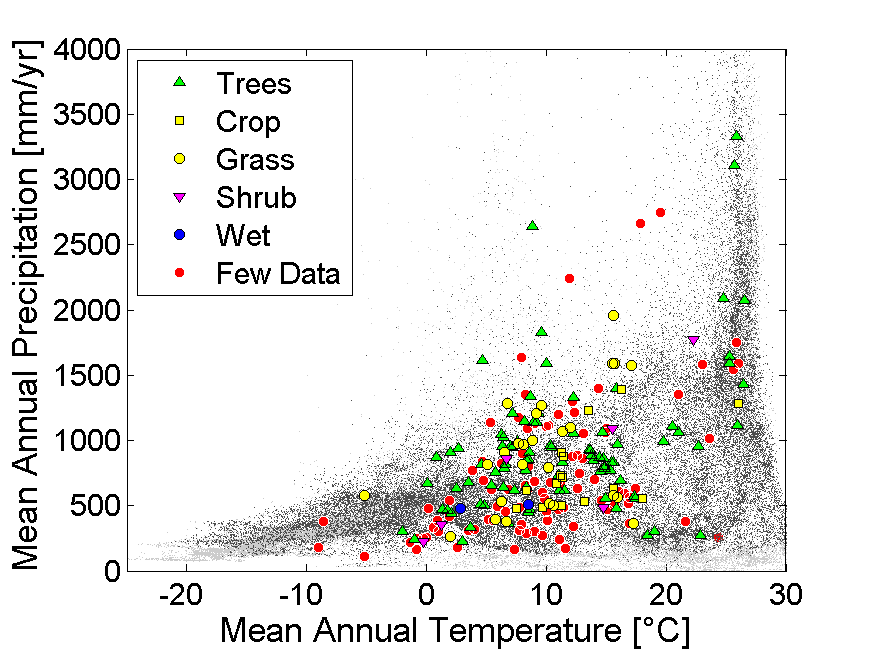 Mean Annual Precipitation [mm/yr]
4000
3500
3000
2500
2000
1500
1000
500
0
Trees
Crop
Grass
Shrub
Wet
Few Data
-20 -10 0 10 20 30
Mean Annual Temperature [°C]